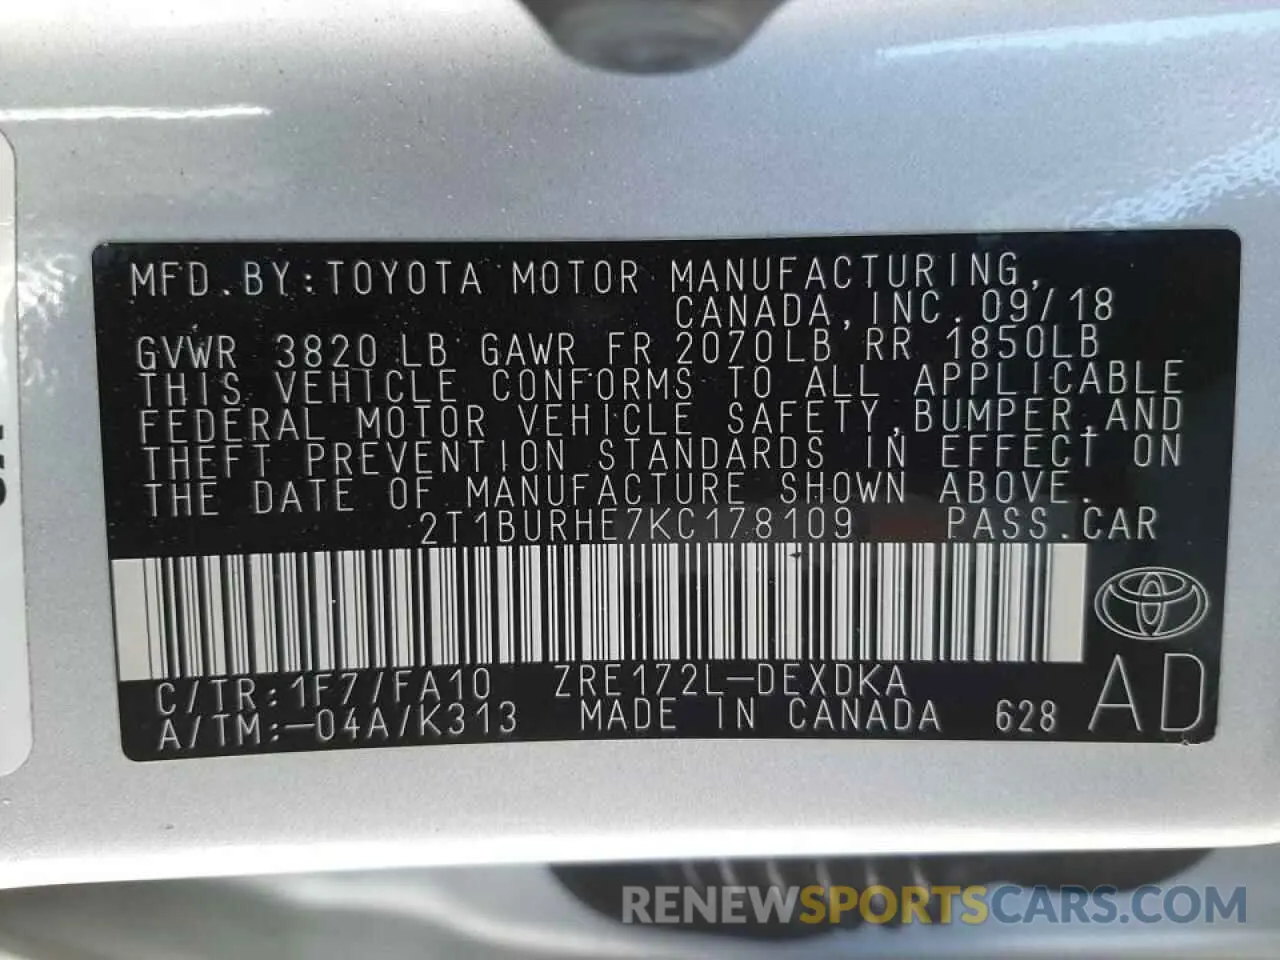 MFD.BY:TOYOTA MOTOR MANUFACTURING,
CANADA,INC.09/18
GVWR 3820 LB GAWR FR 2070LB RR 1850LB
THIS VEHICLE CONFORMS TO ALL APPLICABLE
FEDERAL MOTOR VEHICLE SAFETY,BUMPER,AND
THEFT PREVENTION STANDARDS IN EFFECT ON
THE DATE OF MANUFACTURE SHOWN ABOVE.
2T1BURHE7KC178109 PASS.CAR
C/TR:1F7/FA10 ZRE172L-DEXDKA
A/TM:-04A/K313 MADE IN CANADA 628 AD
RENEWSPORTSCARS.COM